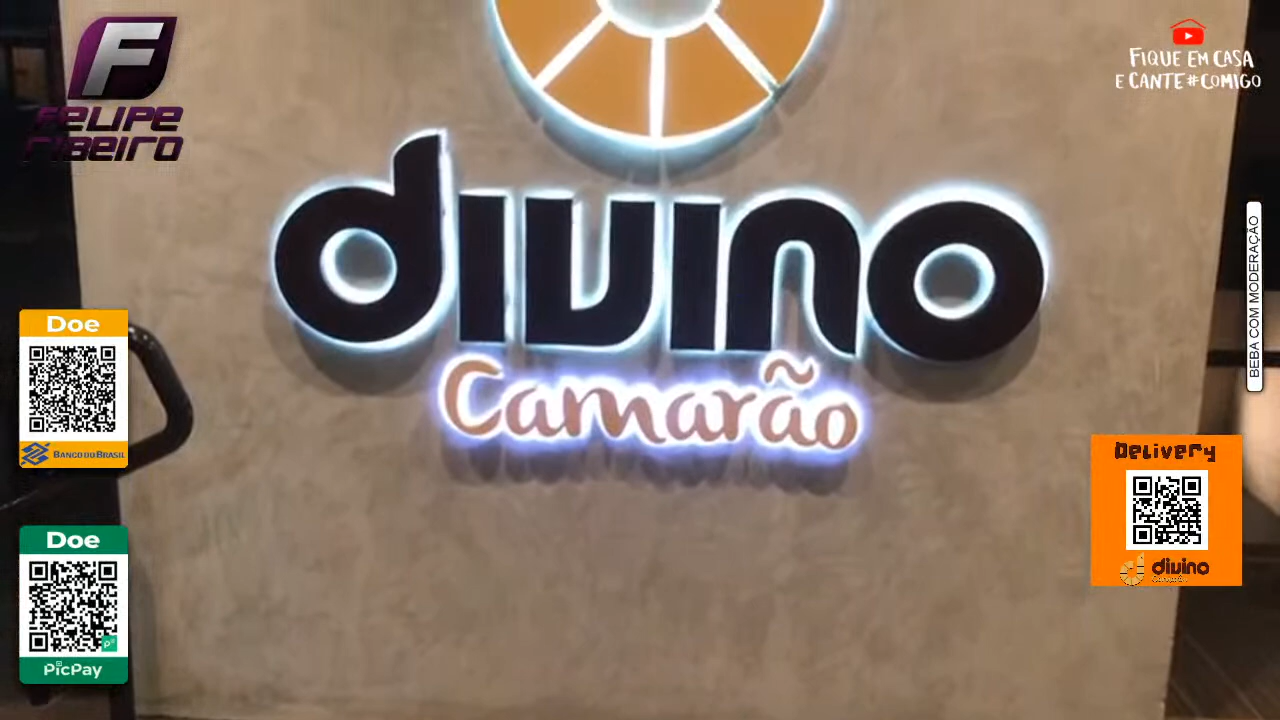 F
FELIPE
RIBEIRO
FIQUE EM CASA
E CANTE #COMIGO
divino
Camarão
BEBA COM MODERAÇÃO
Doe
BANCO DO BRASIL
Doe
PicPay
Delivery
divino
Camarão